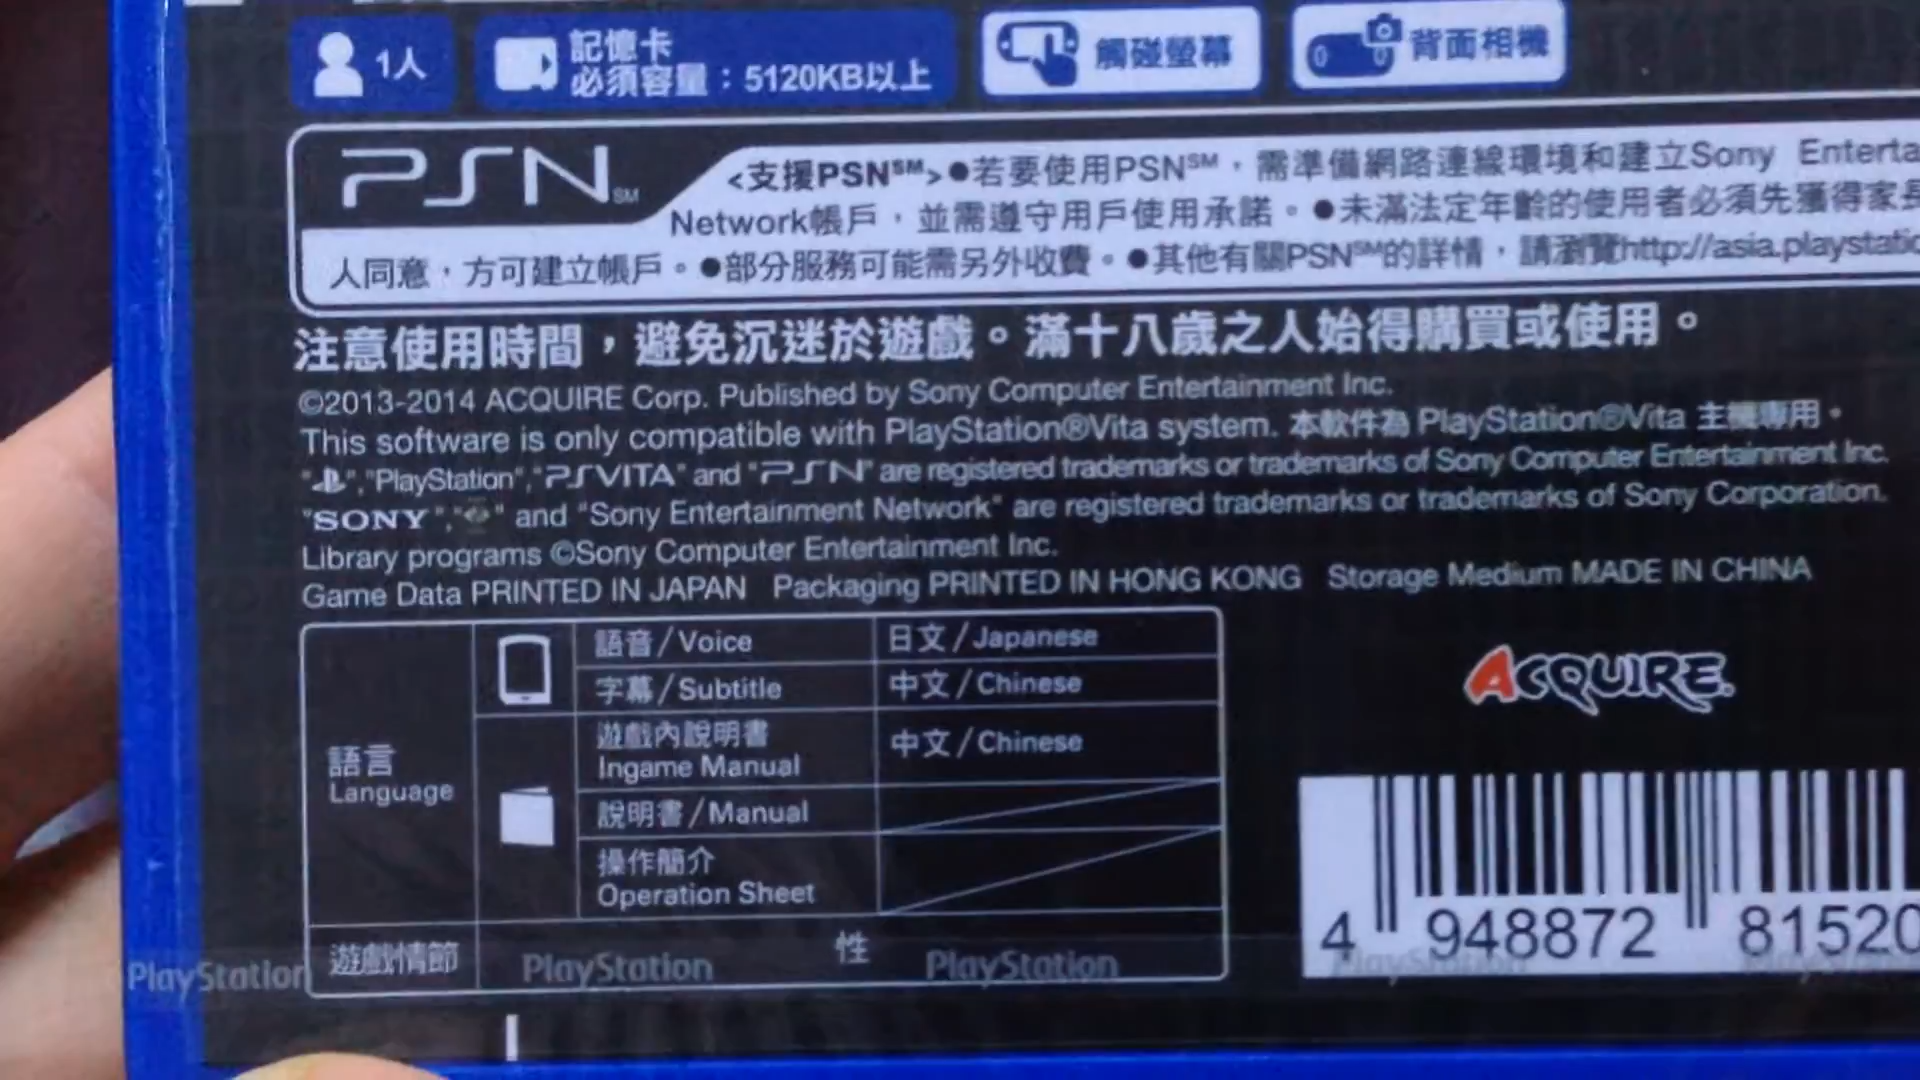 1人
記憶卡
必須容量：5120KB以上
觸碰螢幕
背面相機
PSN SM
<支援PSN℠>●若要使用PSN℠，需準備網路連線環境和建立Sony Enterta
Network帳戶，並需遵守用戶使用承諾。●未滿法定年齡的使用者必須先獲得家長
人同意，方可建立帳戶。●部分服務可能需另外收費。●其他有關PSN℠的詳情，請瀏覽http://asia.playstatio
注意使用時間，避免沉迷於遊戲。滿十八歲之人始得購買或使用。
©2013-2014 ACQUIRE Corp. Published by Sony Computer Entertainment Inc.
This software is only compatible with PlayStation®Vita system. 本軟件為 PlayStation®Vita 主機專用。
"","PlayStation","PSVITA" and "PSN" are registered trademarks or trademarks of Sony Computer Entertainment Inc.
"SONY","" and "Sony Entertainment Network" are registered trademarks or trademarks of Sony Corporation.
Library programs ©Sony Computer Entertainment Inc.
Game Data PRINTED IN JAPAN Packaging PRINTED IN HONG KONG Storage Medium MADE IN CHINA
語言
Language
語音/Voice 日文/Japanese
字幕/Subtitle 中文/Chinese
遊戲內說明書
Ingame Manual 中文/Chinese
說明書/Manual
操作簡介
Operation Sheet
遊戲情節 性
ACQUIRE.
4 948872 81520
PlayStation PlayStation PlayStation PlayStation